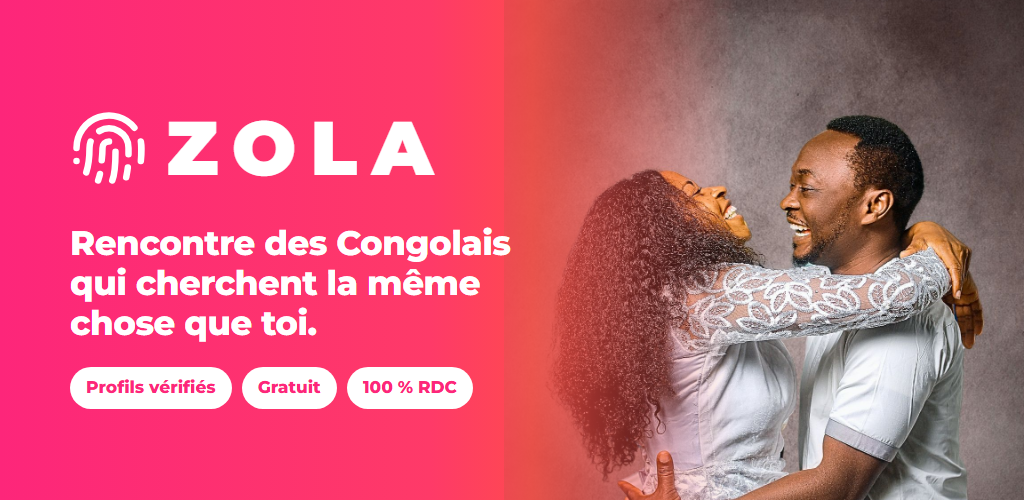 ZOLA
Rencontre des Congolais
qui cherchent la même
chose que toi.
Profils vérifiés
Gratuit
100 % RDC